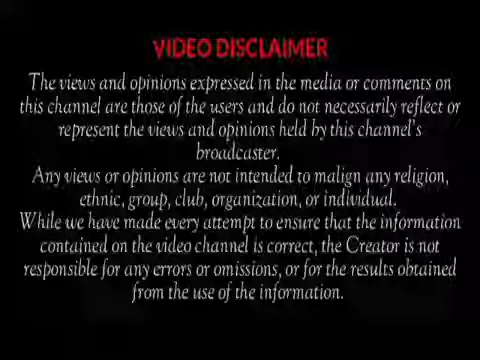 VIDEO DISCLAIMER
The views and opinions expressed in the media or comments on
this channel are those of the users and do not necessarily reflect or
represent the views and opinions held by this channel's
broadcaster.
Any views or opinions are not intended to malign any religion,
ethnic, group, club, organization, or individual.
While we have made every attempt to ensure that the information
contained on the video channel is correct, the Creator is not
responsible for any errors or omissions, or for the results obtained
from the use of the information.